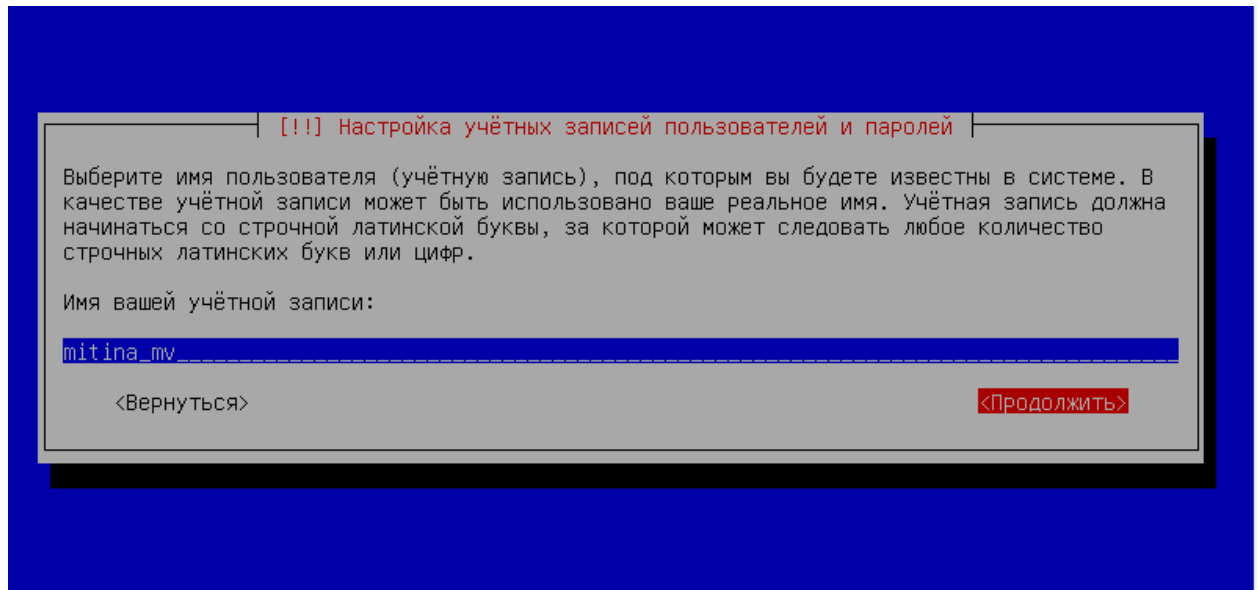 [!!] Настройка учётных записей пользователей и паролей
Выберите имя пользователя (учётную запись), под которым вы будете известны в системе. В
качестве учётной записи может быть использовано ваше реальное имя. Учётная запись должна
начинаться со строчной латинской буквы, за которой может следовать любое количество
строчных латинских букв или цифр.
Имя вашей учётной записи:
mitina_mv
<Вернуться> <Продолжить>